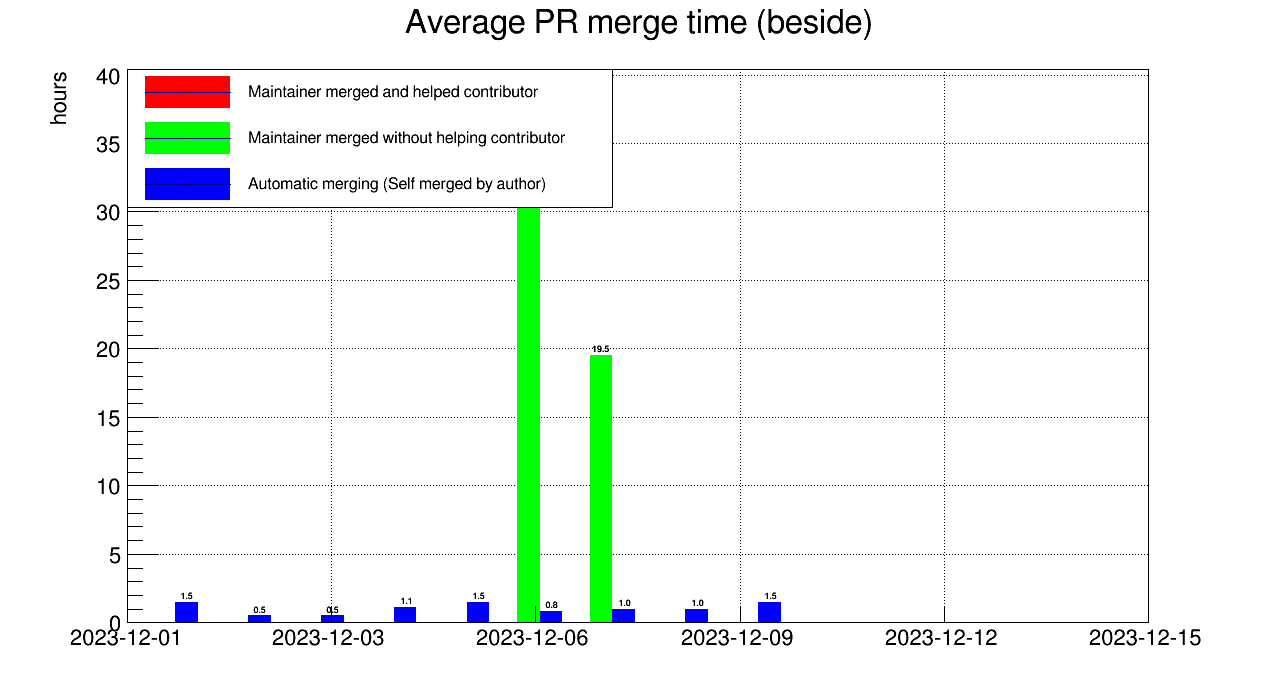 Average PR merge time (beside)
hours
40
35
30
25
20
15
10
5
0
Maintainer merged and helped contributor
Maintainer merged without helping contributor
Automatic merging (Self merged by author)
19.5
1.5 0.5 0.5 1.1 1.5 0.8 1.0 1.0 1.5
2023-12-01 2023-12-03 2023-12-06 2023-12-09 2023-12-12 2023-12-15